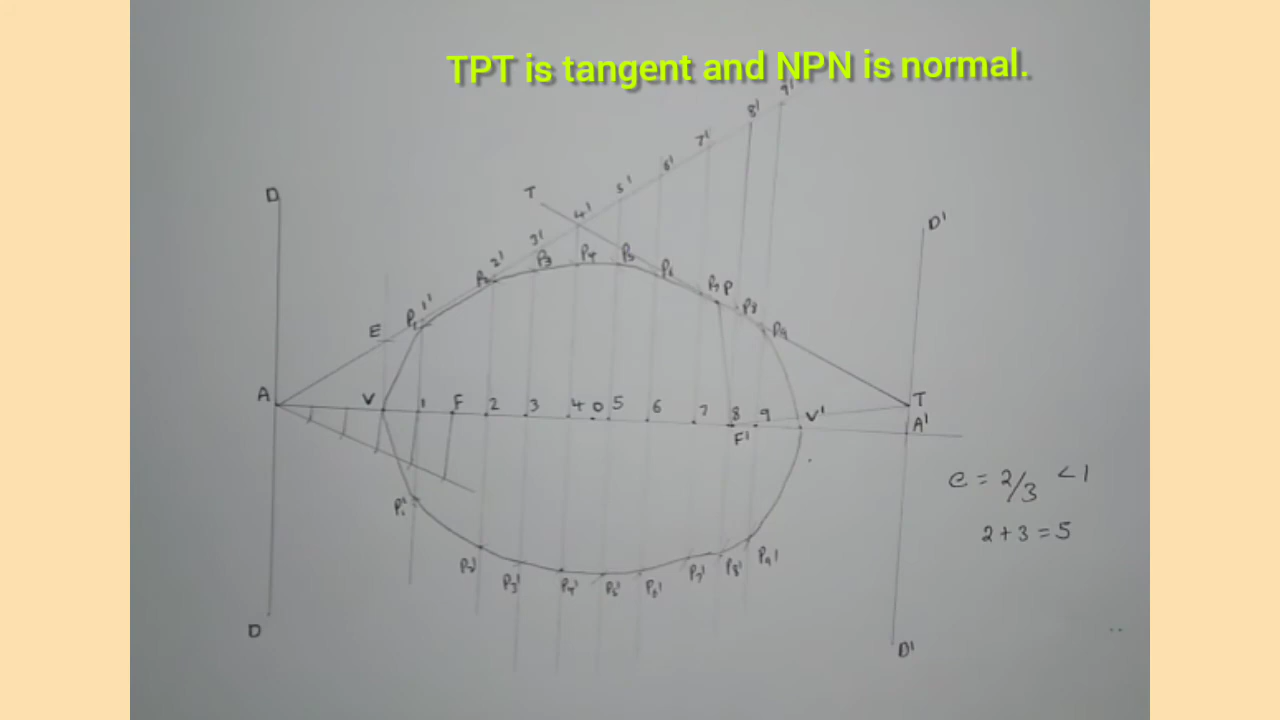 TPT is tangent and NPN is normal.
9'
8'
7'
6'
5'
4'
3'
2'
1'
T
D
D'
P2
P3
P4
P5
P6
P7
P
P8
P9
P1
E
A
V
1
F
2
3
4
O
5
6
7
8
9
V'
T
A'
F'
e = 2/3 < 1
2 + 3 = 5
P1'
P2'
P3'
P4'
P5'
P6'
P7'
P8'
P9'
D
D'